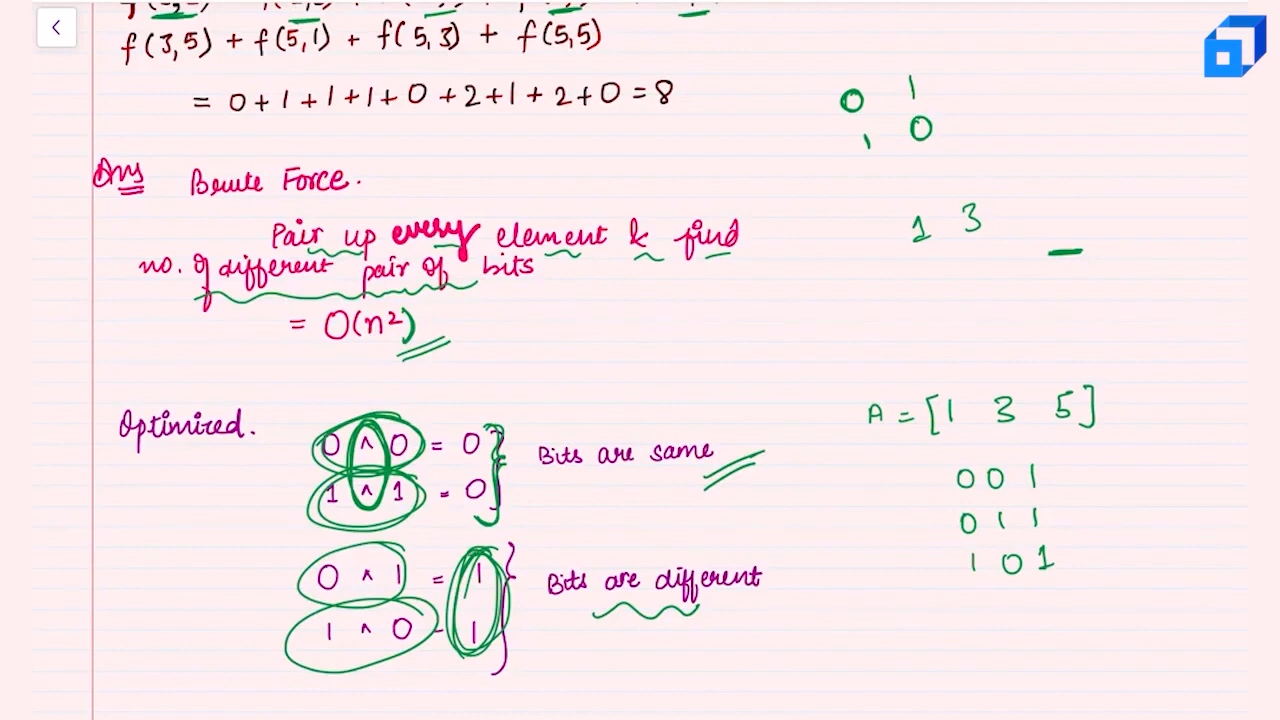 f(3,5) + f(5,1) + f(5,3) + f(5,5)
= 0+1+1+1+0+2+1+2+0 = 8
0 1
1 0
Ans Brute Force.
Pair up every element & find
no. of different pair of bits
= O(n²)
1 3
Optimized.
0 ^ 0 = 0
1 ^ 1 = 0
Bits are same
0 ^ 1 = 1
1 ^ 0 - 1
Bits are different
A = [1 3 5]
0 0 1
0 1 1
1 0 1